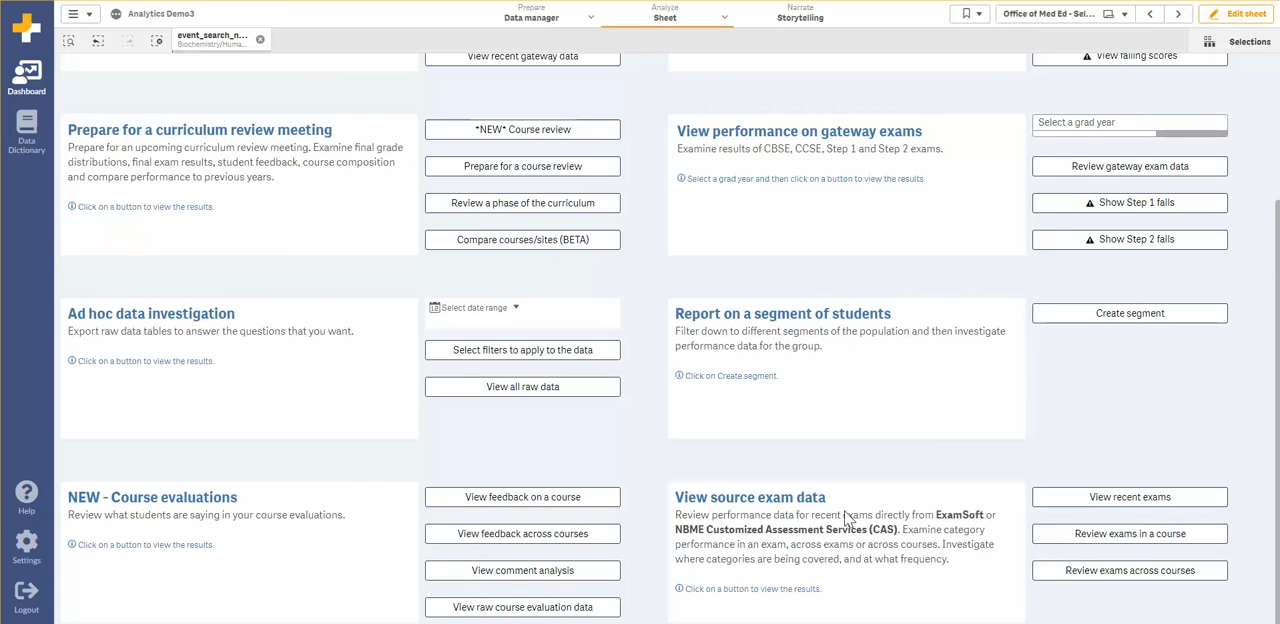 Analytics Demo3
Prepare
Data manager
Analyze
Sheet
Narrate
Storytelling
Office of Med Ed - Sel...
Edit sheet
event_search_n...
Biochemistry/Huma...
Selections
Dashboard
Data
Dictionary
Help
Settings
Logout
View recent gateway data
View failing scores
Prepare for a curriculum review meeting
Prepare for an upcoming curriculum review meeting. Examine final grade
distributions, final exam results, student feedback, course composition
and compare performance to previous years.
Click on a button to view the results.
*NEW* Course review
Prepare for a course review
Review a phase of the curriculum
Compare courses/sites (BETA)
View performance on gateway exams
Examine results of CBSE, CCSE, Step 1 and Step 2 exams.
Select a grad year and then click on a button to view the results.
Select a grad year
Review gateway exam data
Show Step 1 fails
Show Step 2 fails
Ad hoc data investigation
Export raw data tables to answer the questions that you want.
Click on a button to view the results.
Select date range
Select filters to apply to the data
View all raw data
Report on a segment of students
Filter down to different segments of the population and then investigate
performance data for the group.
Click on Create segment.
Create segment
NEW - Course evaluations
Review what students are saying in your course evaluations.
Click on a button to view the results.
View feedback on a course
View feedback across courses
View comment analysis
View raw course evaluation data
View source exam data
Review performance data for recent exams directly from ExamSoft or
NBME Customized Assessment Services (CAS). Examine category
performance in an exam, across exams or across courses. Investigate
where categories are being covered, and at what frequency.
Click on a button to view the results.
View recent exams
Review exams in a course
Review exams across courses